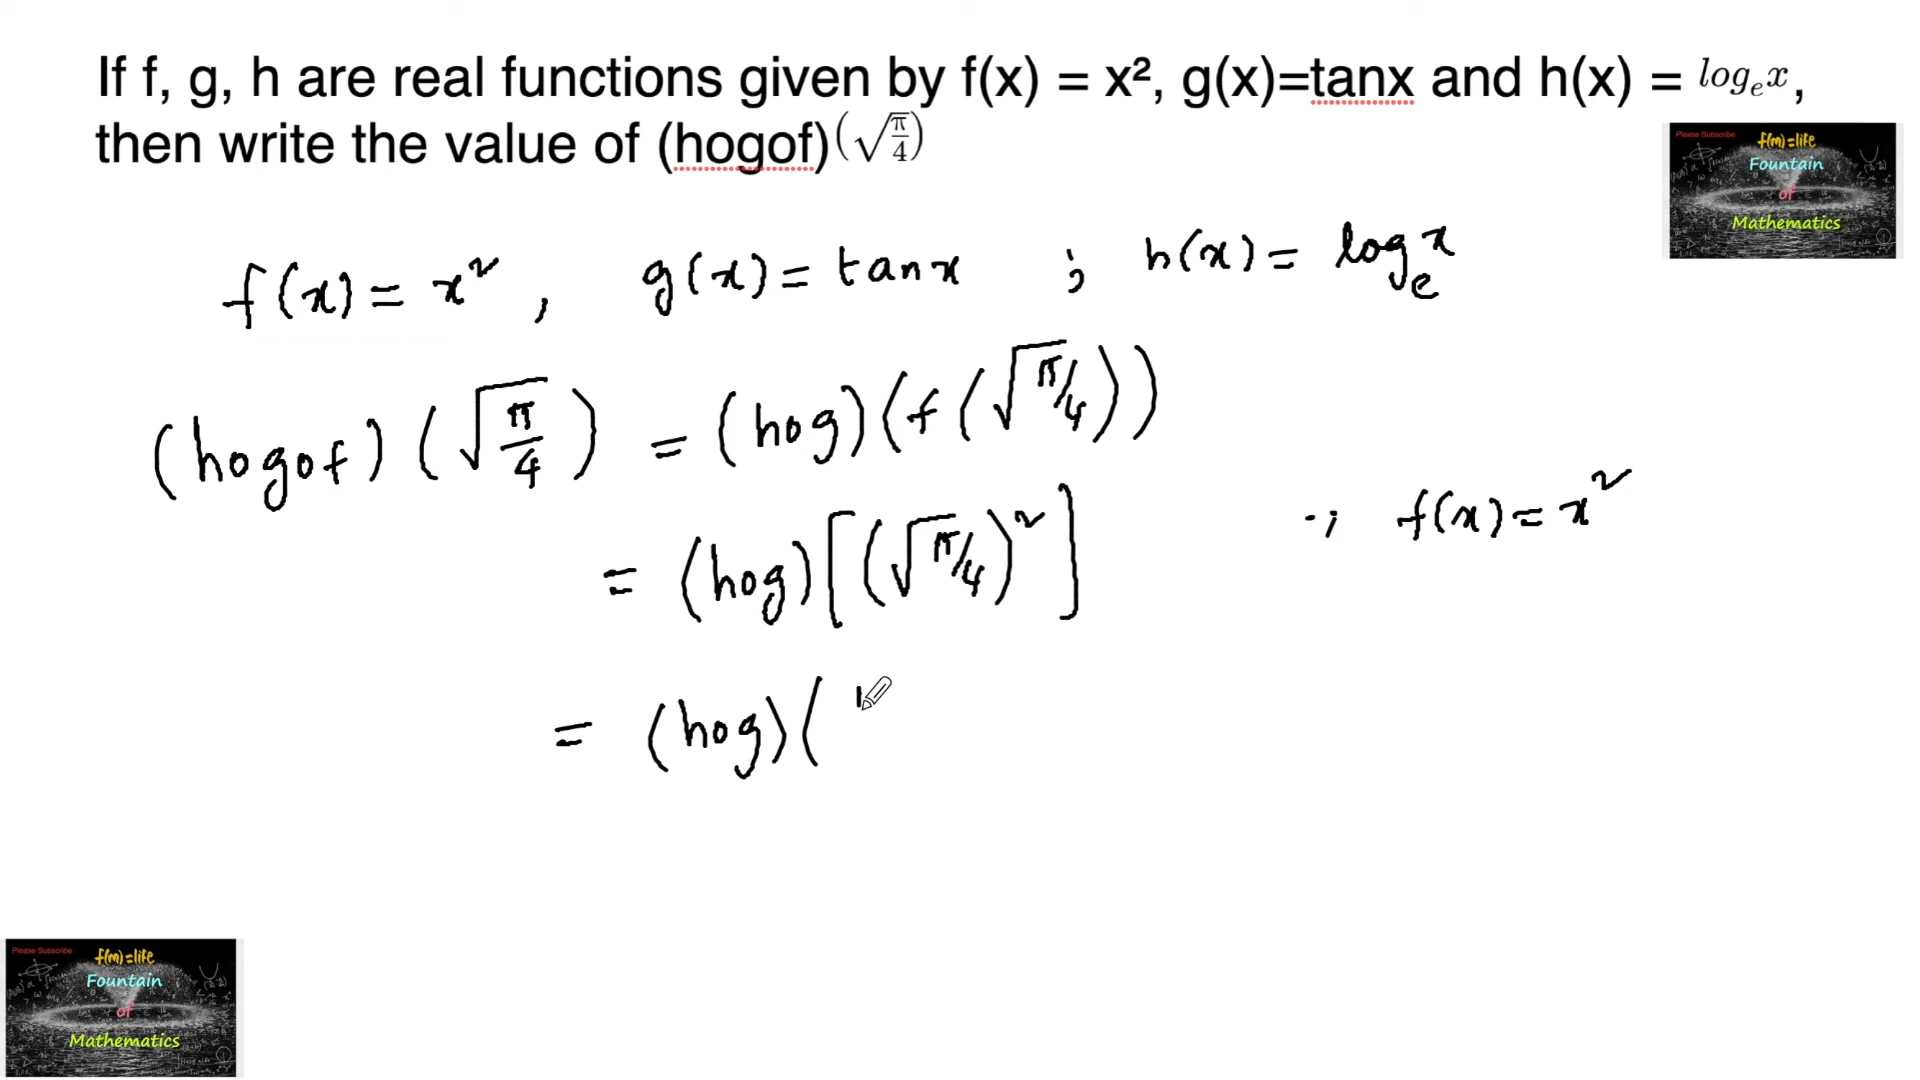 If f, g, h are real functions given by f(x) = x², g(x)=tanx and h(x) = logₑx,
then write the value of (hogof)(√π/4)
Please Subscribe
f(m)=life
Fountain
of
Mathematics
f(x) = x², g(x) = tanx ; h(x) = logₑx
(hogof)(√π/4) = (hog)(f(√π/4))
= (hog)[(√π/4)²] ·; f(x) = x²
= (hog)(
Please Subscribe
f(m)=life
Fountain
of
Mathematics